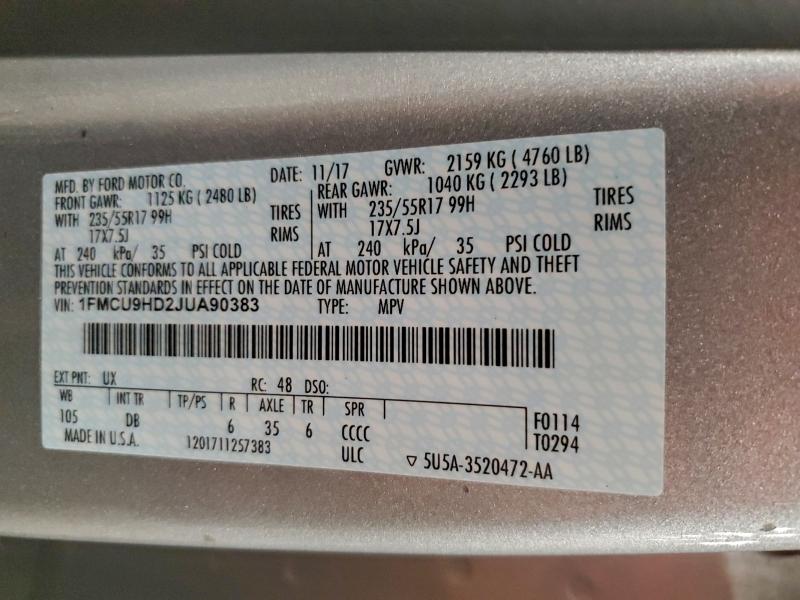 MFD. BY FORD MOTOR CO. DATE: 11/17 GVWR: 2159 KG ( 4760 LB)
FRONT GAWR: 1125 KG ( 2480 LB) REAR GAWR: 1040 KG ( 2293 LB)
WITH 235/55R17 99H TIRES WITH 235/55R17 99H TIRES
17X7.5J RIMS 17X7.5J RIMS
AT 240 kPa/ 35 PSI COLD AT 240 kPa/ 35 PSI COLD
THIS VEHICLE CONFORMS TO ALL APPLICABLE FEDERAL MOTOR VEHICLE SAFETY AND THEFT
PREVENTION STANDARDS IN EFFECT ON THE DATE OF MANUFACTURE SHOWN ABOVE.
VIN: 1FMCU9HD2JUA90383 TYPE: MPV
EXT PNT: UX RC: 48 DSO:
WB INT TR TP/PS R AXLE TR SPR
105 DB 6 35 6 CCCC F0114
MADE IN U.S.A. 1201711257383 ULC T0294
▽ 5U5A-3520472-AA